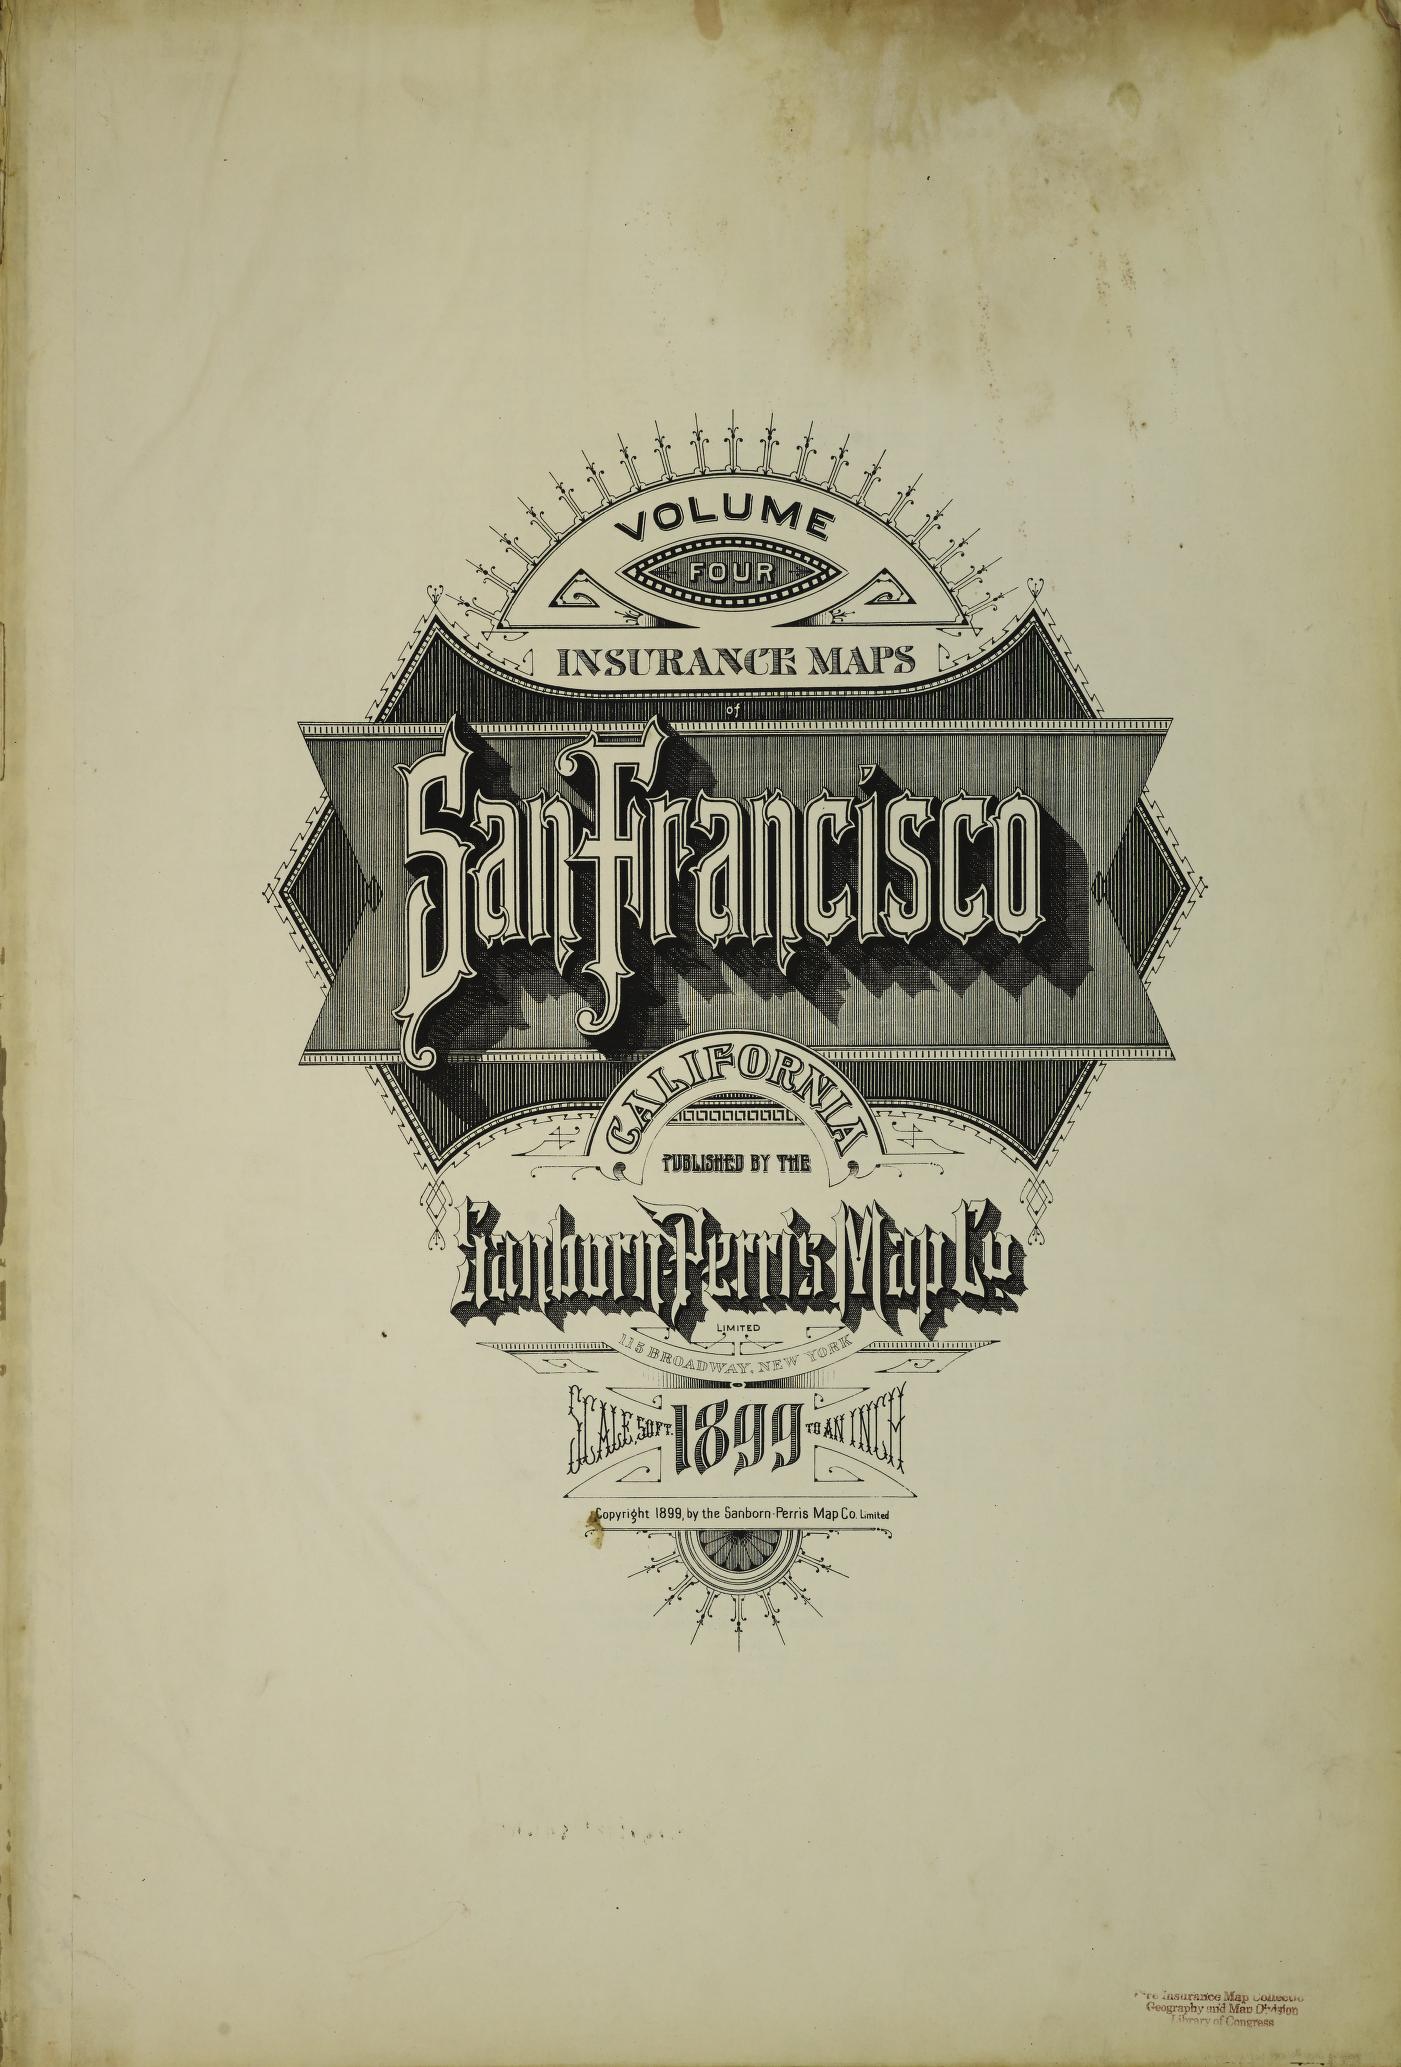 VOLUME
FOUR
INSURANCE MAPS
of
San Francisco
CALIFORNIA
PUBLISHED BY THE
Sanborn-Perris Map Co.
LIMITED
115 BROADWAY, NEW YORK
SCALE, 50 FT. 1899 TO AN INCH
Copyright 1899, by the Sanborn-Perris Map Co. Limited
Insurance Map
Geography and Map Division
Library of Congress